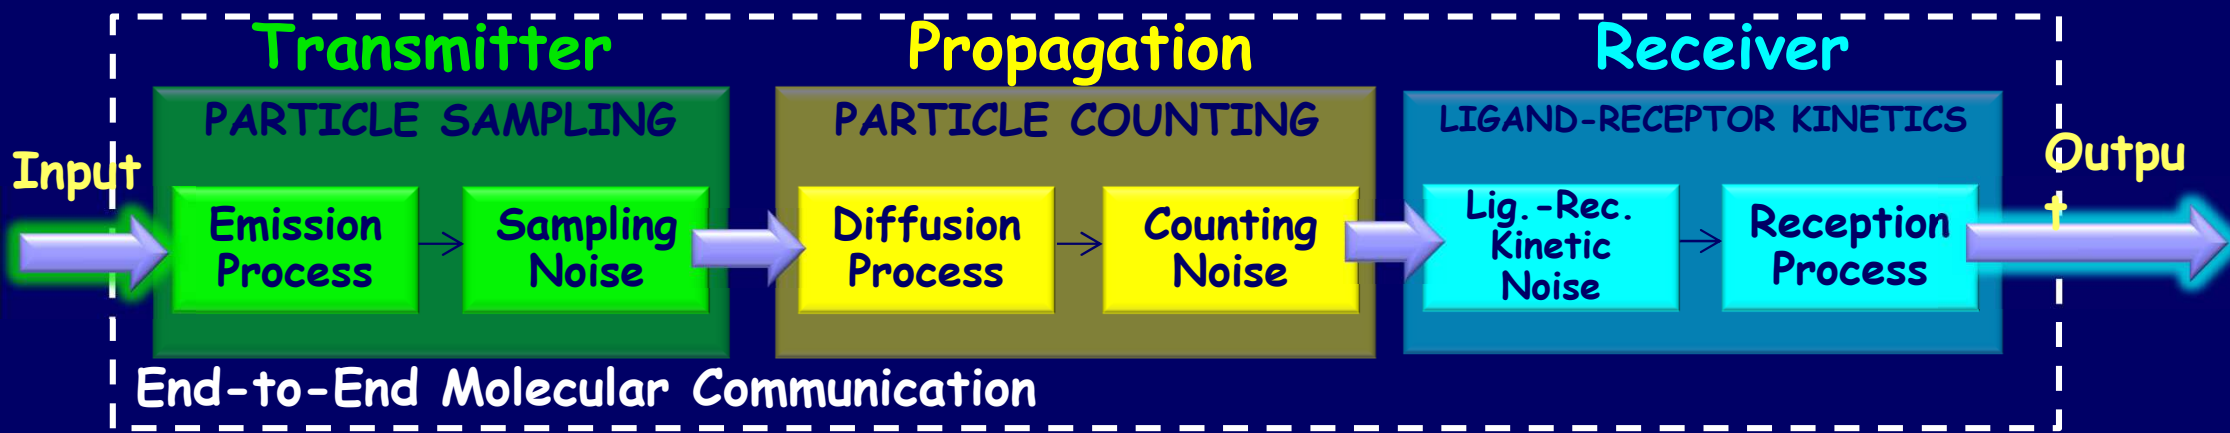 Transmitter
Propagation
Receiver
PARTICLE SAMPLING
PARTICLE COUNTING
LIGAND-RECEPTOR KINETICS
Input
Emission
Process
Sampling
Noise
Diffusion
Process
Counting
Noise
Lig.-Rec.
Kinetic
Noise
Reception
Process
Outpu
t
End-to-End Molecular Communication